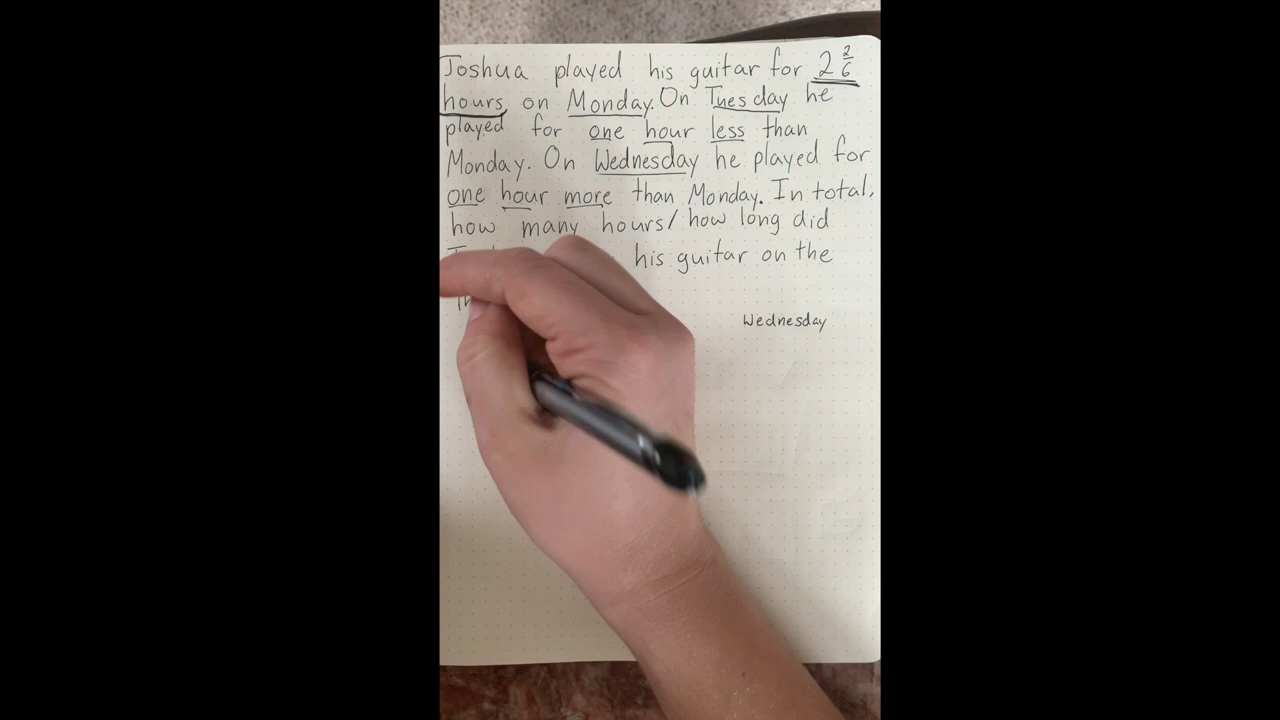 Joshua played his guitar for 2 2/6
hours on Monday. On Tuesday he
played for one hour less than
Monday. On Wednesday he played for
one hour more than Monday. In total,
how many hours/how long did
his guitar on the
Wednesday